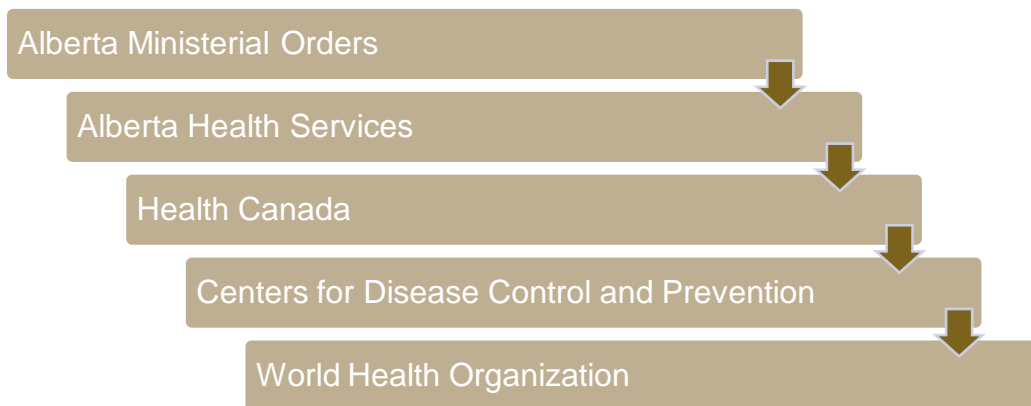 Alberta Ministerial Orders
Alberta Health Services
Health Canada
Centers for Disease Control and Prevention
World Health Organization